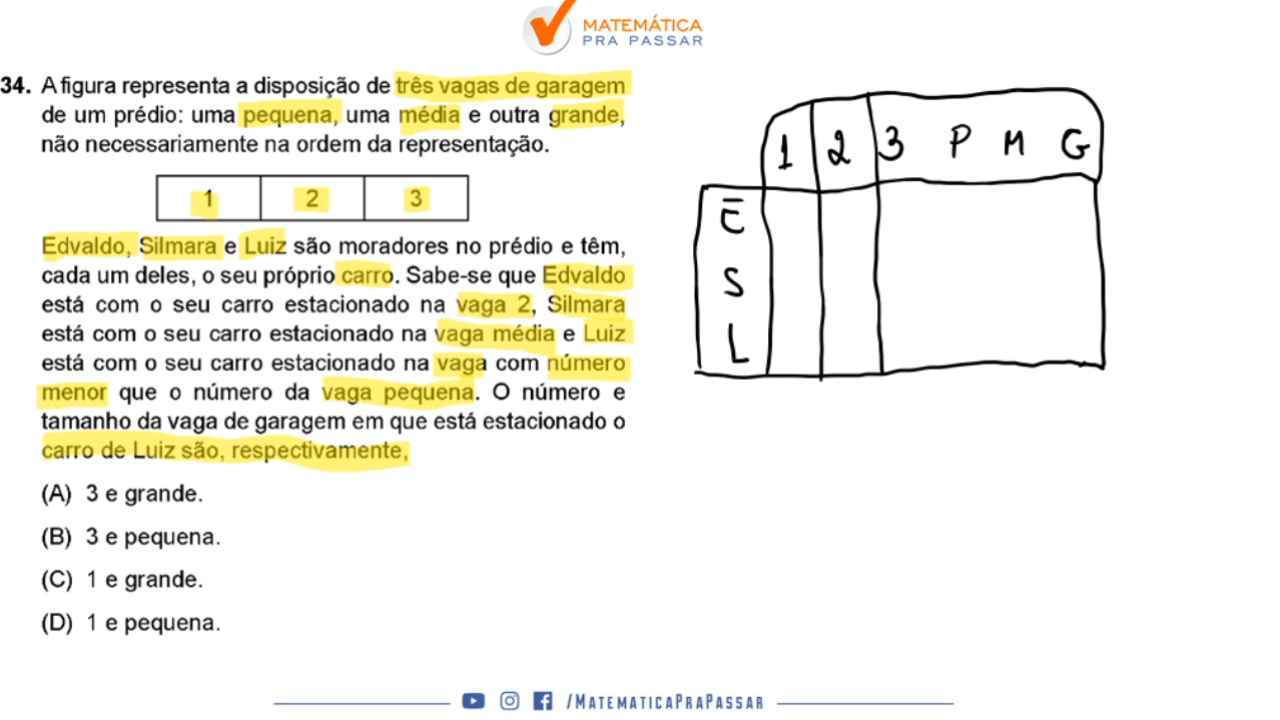 MATEMÁTICA
PRA PASSAR
34. A figura representa a disposição de três vagas de garagem
de um prédio: uma pequena, uma média e outra grande,
não necessariamente na ordem da representação.
1 2 3
Edvaldo, Silmara e Luiz são moradores no prédio e têm,
cada um deles, o seu próprio carro. Sabe-se que Edvaldo
está com o seu carro estacionado na vaga 2, Silmara
está com o seu carro estacionado na vaga média e Luiz
está com o seu carro estacionado na vaga com número
menor que o número da vaga pequena. O número e
tamanho da vaga de garagem em que está estacionado o
carro de Luiz são, respectivamente,
(A) 3 e grande.
(B) 3 e pequena.
(C) 1 e grande.
(D) 1 e pequena.
1 2 3 P M G
E
S
L
/MATEMATICAPRAPASSAR